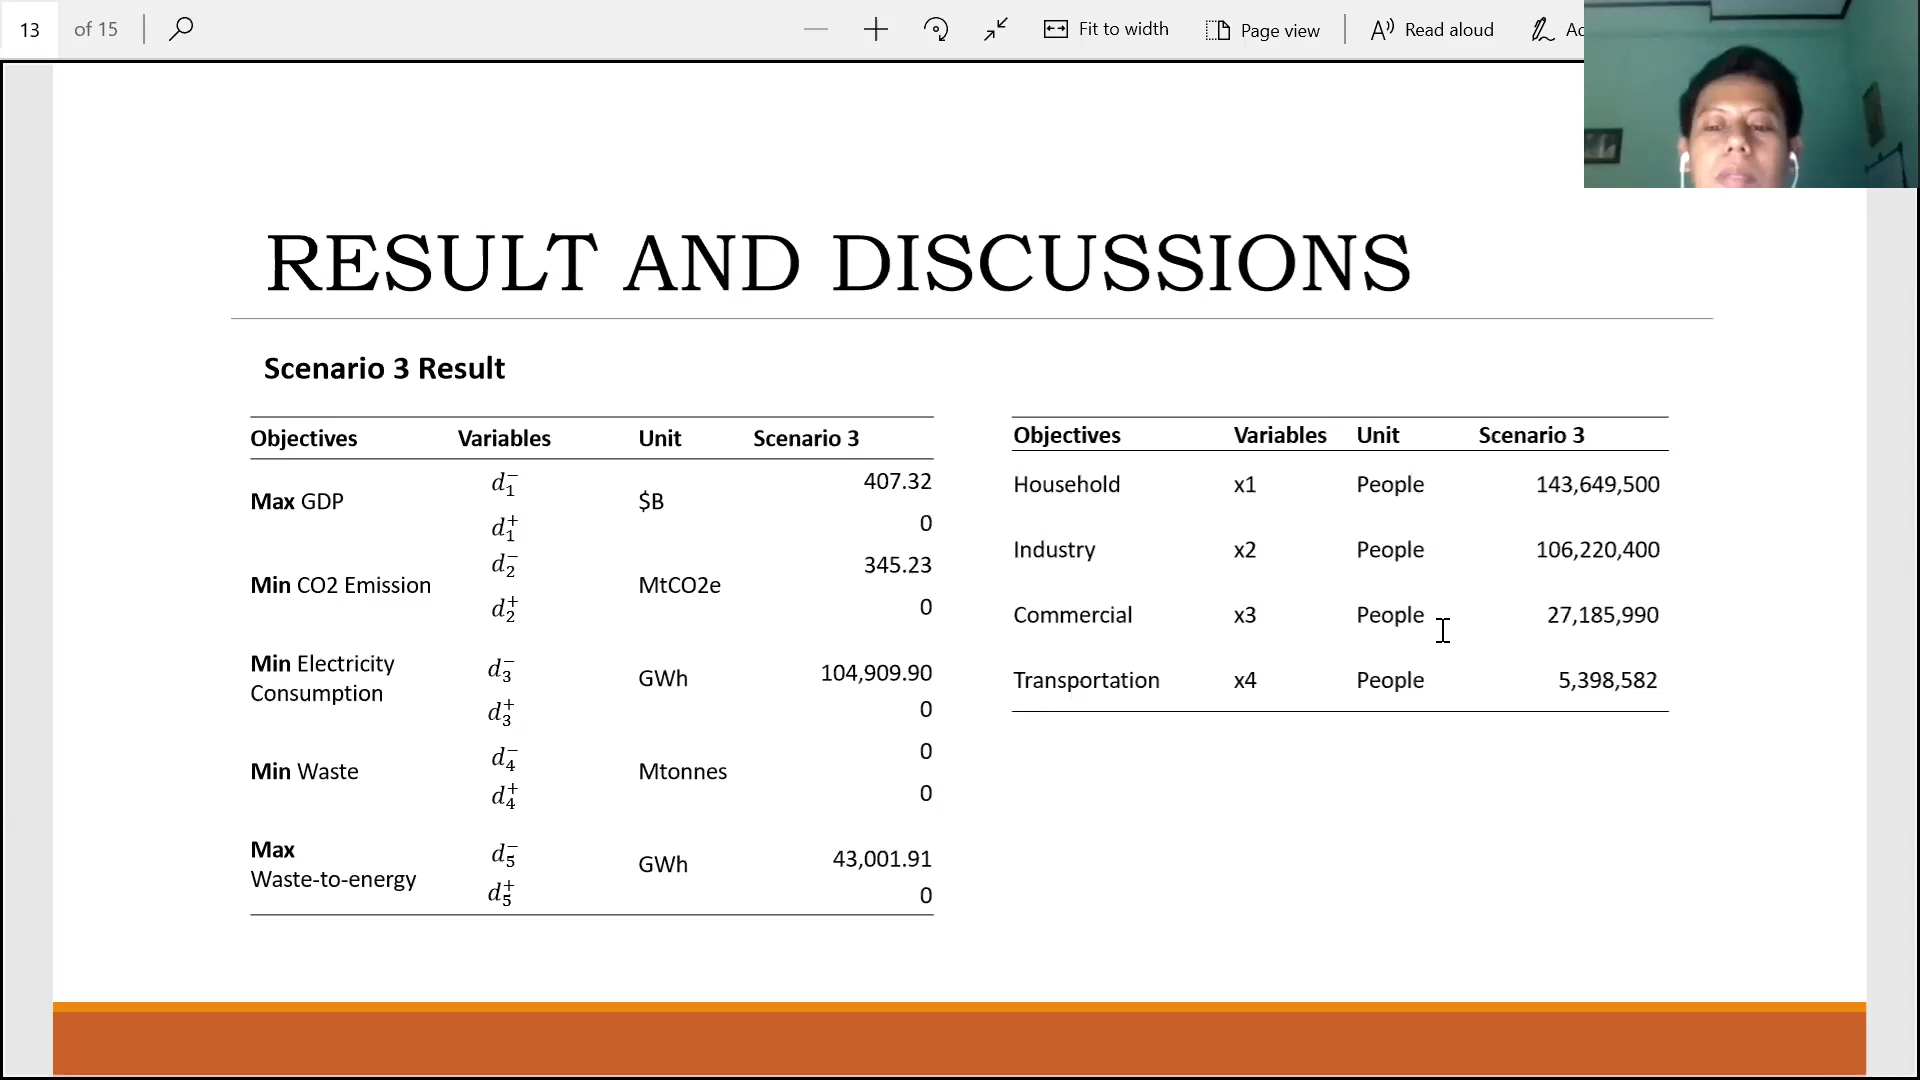 13 of 15 Fit to width Page view Read aloud
RESULT AND DISCUSSIONS
Scenario 3 Result
Objectives Variables Unit Scenario 3
Max GDP d₁⁻ $B 407.32
d₁⁺ 0
Min CO2 Emission d₂⁻ MtCO2e 345.23
d₂⁺ 0
Min Electricity Consumption d₃⁻ GWh 104,909.90
d₃⁺ 0
Min Waste d₄⁻ Mtonnes 0
d₄⁺ 0
Max Waste-to-energy d₅⁻ GWh 43,001.91
d₅⁺ 0
Objectives Variables Unit Scenario 3
Household x1 People 143,649,500
Industry x2 People 106,220,400
Commercial x3 People 27,185,990
Transportation x4 People 5,398,582